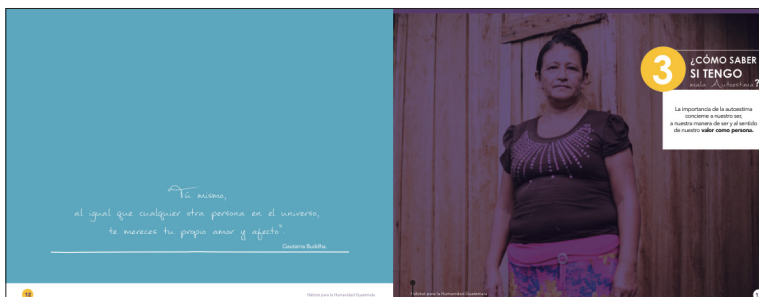 Tú mismo,
al igual que cualquier otra persona en el universo,
te mereces tu propio amor y afecto".
Gautama Buddha.
12
Hábitat para la Humanidad Guatemala
3
¿CÓMO SABER
SI TENGO
mala Autoestima?
La importancia de la autoestima
concierne a nuestro ser,
a nuestra manera de ser y al sentido
de nuestro valor como persona.
Hábitat para la Humanidad Guatemala